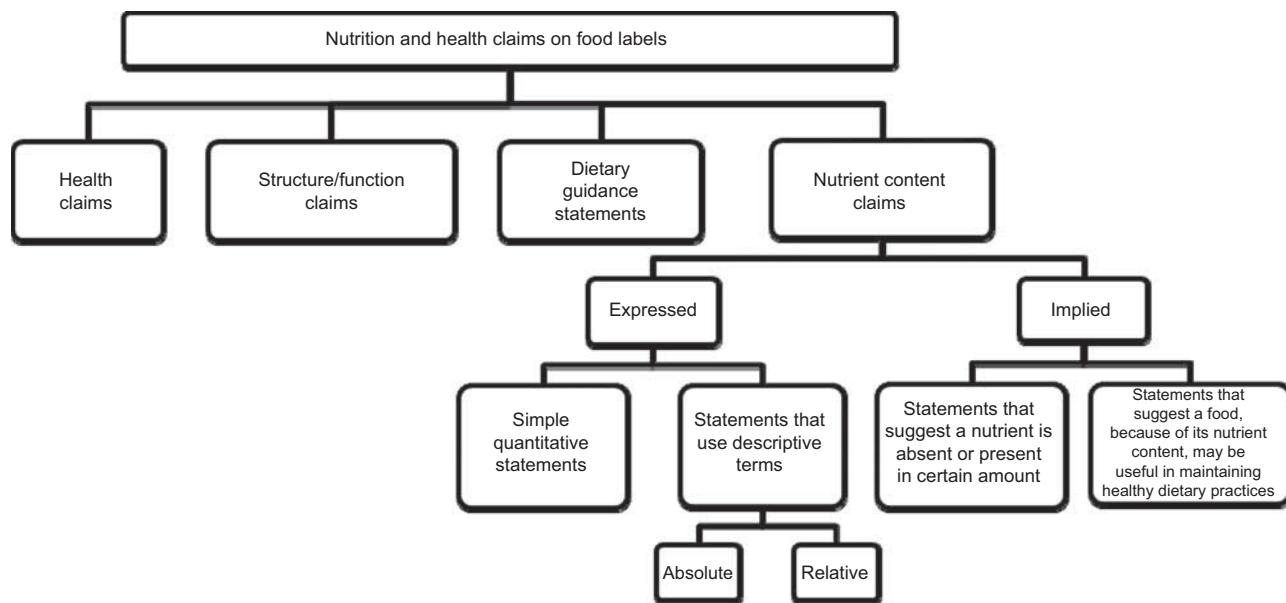 Nutrition and health claims on food labels
Health
claims
Structure/function
claims
Dietary
guidance
statements
Nutrient content
claims
Expressed
Implied
Simple
quantitative
statements
Statements that
use descriptive
terms
Statements that
suggest a nutrient is
absent or present
in certain amount
Statements that
suggest a food,
because of its nutrient
content, may be
useful in maintaining
healthy dietary practices
Absolute
Relative